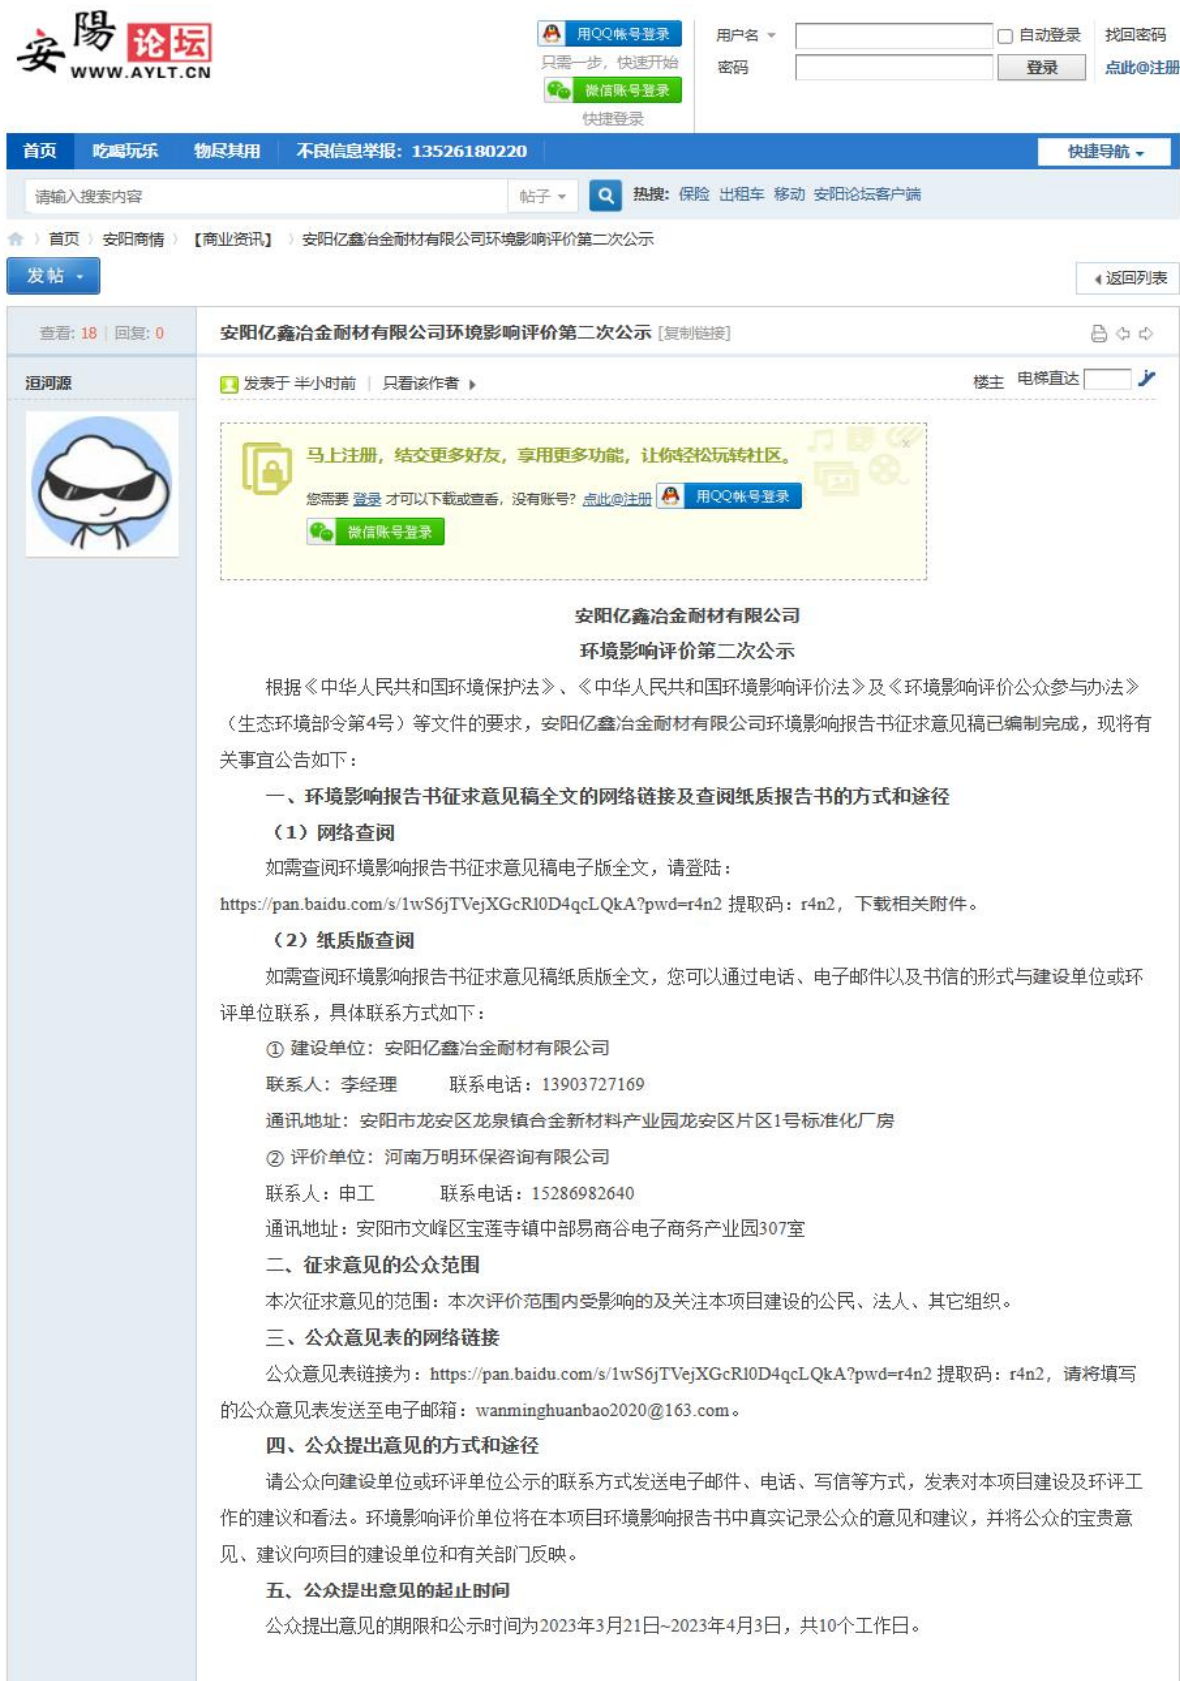 安陽论坛
WWW.AYLT.CN
用QQ帐号登录
只需一步，快速开始
微信账号登录
快捷登录
用户名
自动登录
找回密码
密码
登录
点此@注册
首页 吃喝玩乐 物尽其用 不良信息举报：13526180220 快捷导航
请输入搜索内容 帖子 热搜: 保险 出租车 移动 安阳论坛客户端
首页 安阳商情 【商业资讯】 安阳亿鑫冶金耐材有限公司环境影响评价第二次公示
发帖 返回列表
查看: 18 | 回复: 0 安阳亿鑫冶金耐材有限公司环境影响评价第二次公示 [复制链接]
洹河源
发表于 半小时前 | 只看该作者 楼主 电梯直达
马上注册，结交更多好友，享用更多功能，让你轻松玩转社区。
您需要 登录 才可以下载或查看，没有账号？点此@注册 用QQ帐号登录
微信账号登录
安阳亿鑫冶金耐材有限公司
环境影响评价第二次公示
根据《中华人民共和国环境保护法》、《中华人民共和国环境影响评价法》及《环境影响评价公众参与办法》
（生态环境部令第4号）等文件的要求，安阳亿鑫冶金耐材有限公司环境影响报告书征求意见稿已编制完成，现将有
关事宜公告如下：
一、环境影响报告书征求意见稿全文的网络链接及查阅纸质报告书的方式和途径
（1）网络查阅
如需查阅环境影响报告书征求意见稿电子版全文，请登陆：
https://pan.baidu.com/s/1wS6jTVejXGcRl0D4qcLQkA?pwd=r4n2 提取码：r4n2，下载相关附件。
（2）纸质版查阅
如需查阅环境影响报告书征求意见稿纸质版全文，您可以通过电话、电子邮件以及书信的形式与建设单位或环
评单位联系，具体联系方式如下：
① 建设单位：安阳亿鑫冶金耐材有限公司
联系人：李经理 联系电话：13903727169
通讯地址：安阳市龙安区龙泉镇合金新材料产业园龙安区片区1号标准化厂房
② 评价单位：河南万明环保咨询有限公司
联系人：申工 联系电话：15286982640
通讯地址：安阳市文峰区宝莲寺镇中部易商谷电子商务产业园307室
二、征求意见的公众范围
本次征求意见的范围：本次评价范围内受影响的及关注本项目建设的公民、法人、其它组织。
三、公众意见表的网络链接
公众意见表链接为：https://pan.baidu.com/s/1wS6jTVejXGcRl0D4qcLQkA?pwd=r4n2 提取码：r4n2，请将填写
的公众意见表发送至电子邮箱：wanminghuanbao2020@163.com。
四、公众提出意见的方式和途径
请公众向建设单位或环评单位公示的联系方式发送电子邮件、电话、写信等方式，发表对本项目建设及环评工
作的建议和看法。环境影响评价单位将在本项目环境影响报告书中真实记录公众的意见和建议，并将公众的宝贵意
见、建议向项目的建设单位和有关部门反映。
五、公众提出意见的起止时间
公众提出意见的期限和公示时间为2023年3月21日~2023年4月3日，共10个工作日。